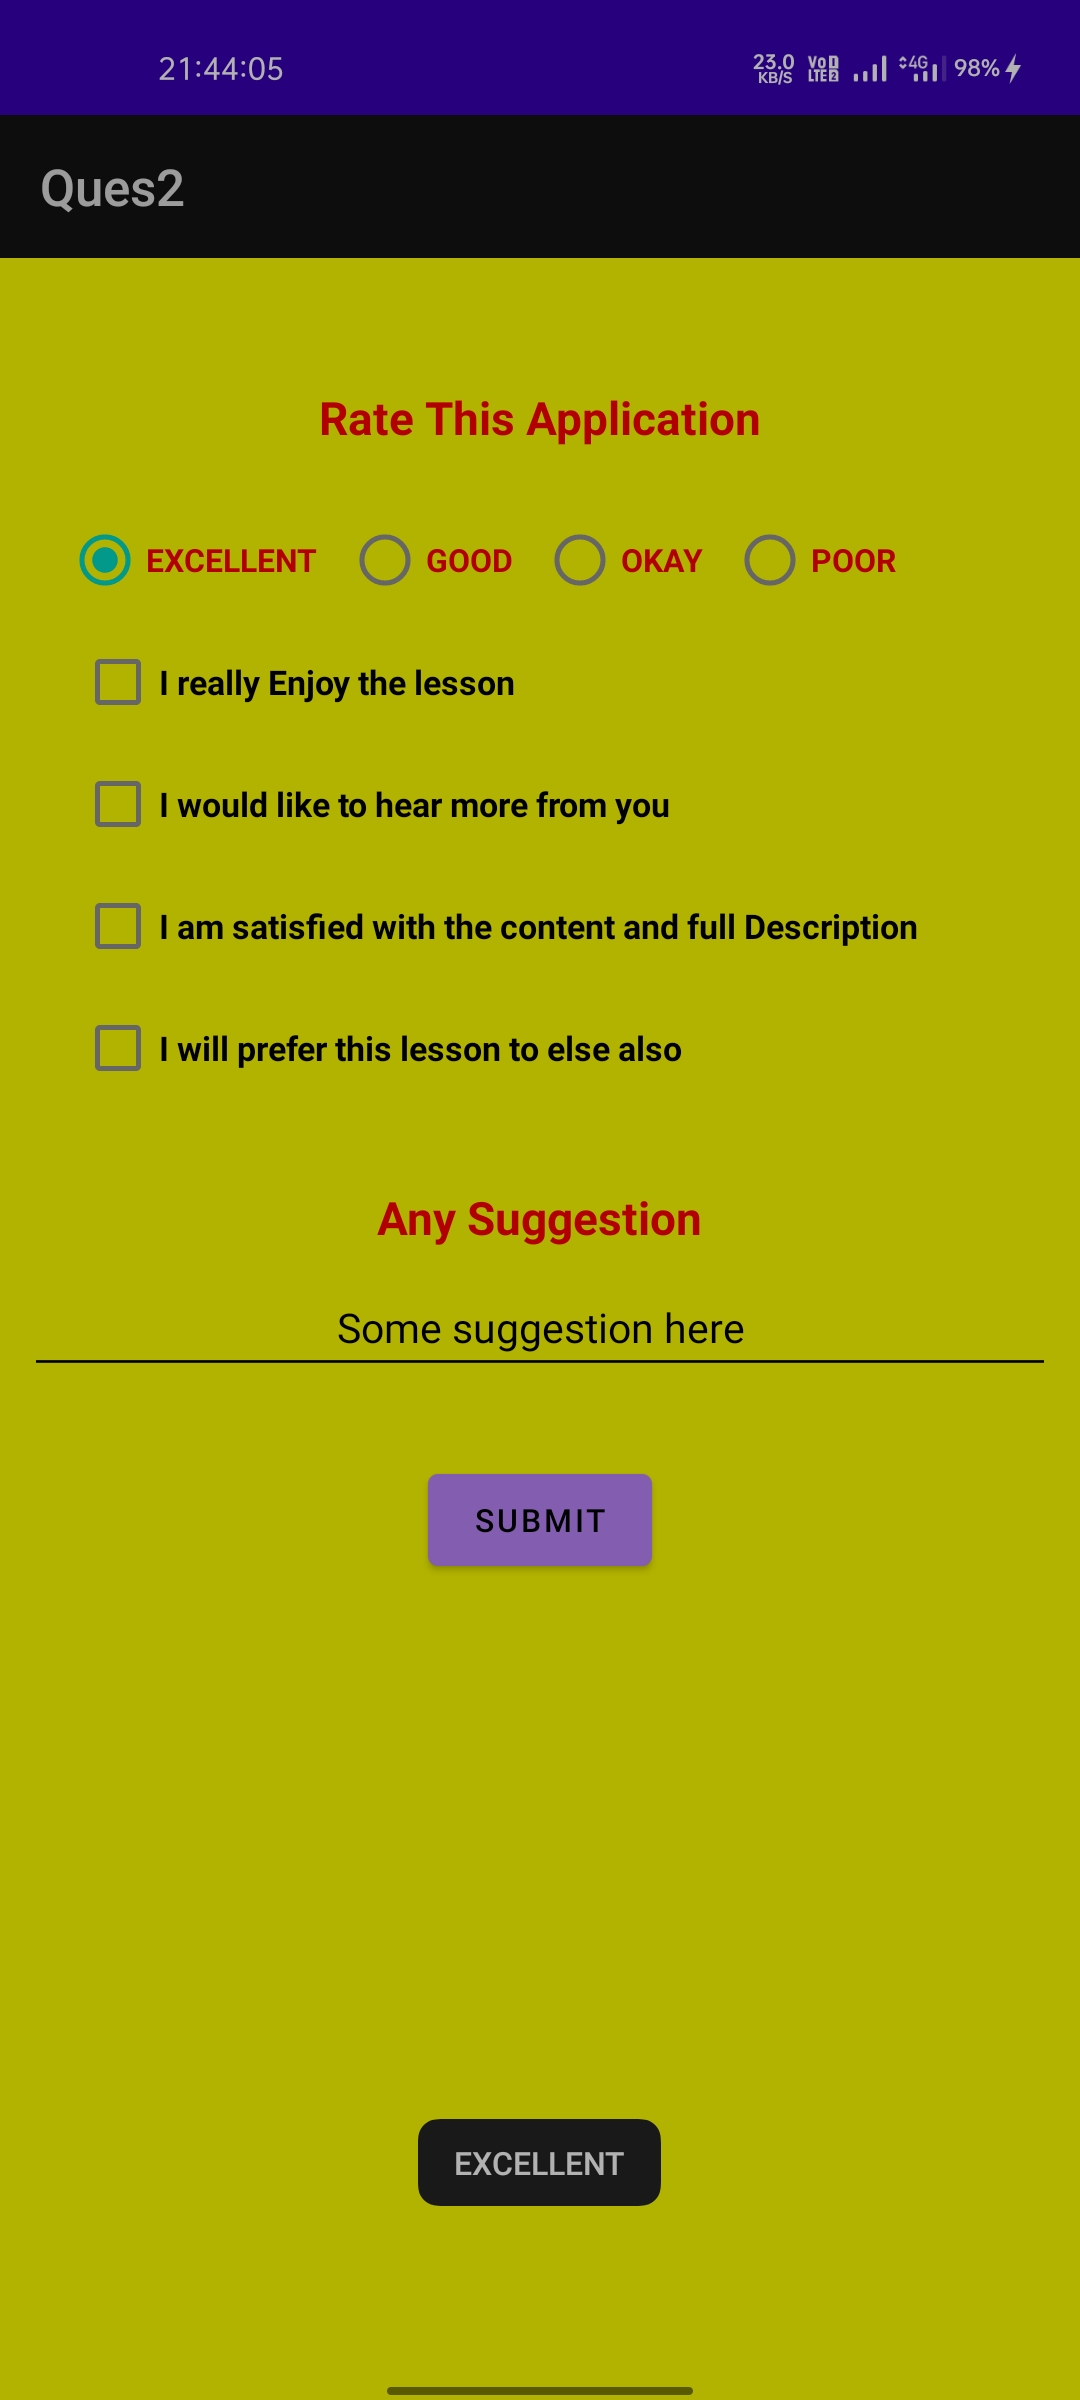 21:44:05 23.0 KB/S VoD LTE2 4G 98%
Ques2
Rate This Application
EXCELLENT GOOD OKAY POOR
I really Enjoy the lesson
I would like to hear more from you
I am satisfied with the content and full Description
I will prefer this lesson to else also
Any Suggestion
Some suggestion here
SUBMIT
EXCELLENT